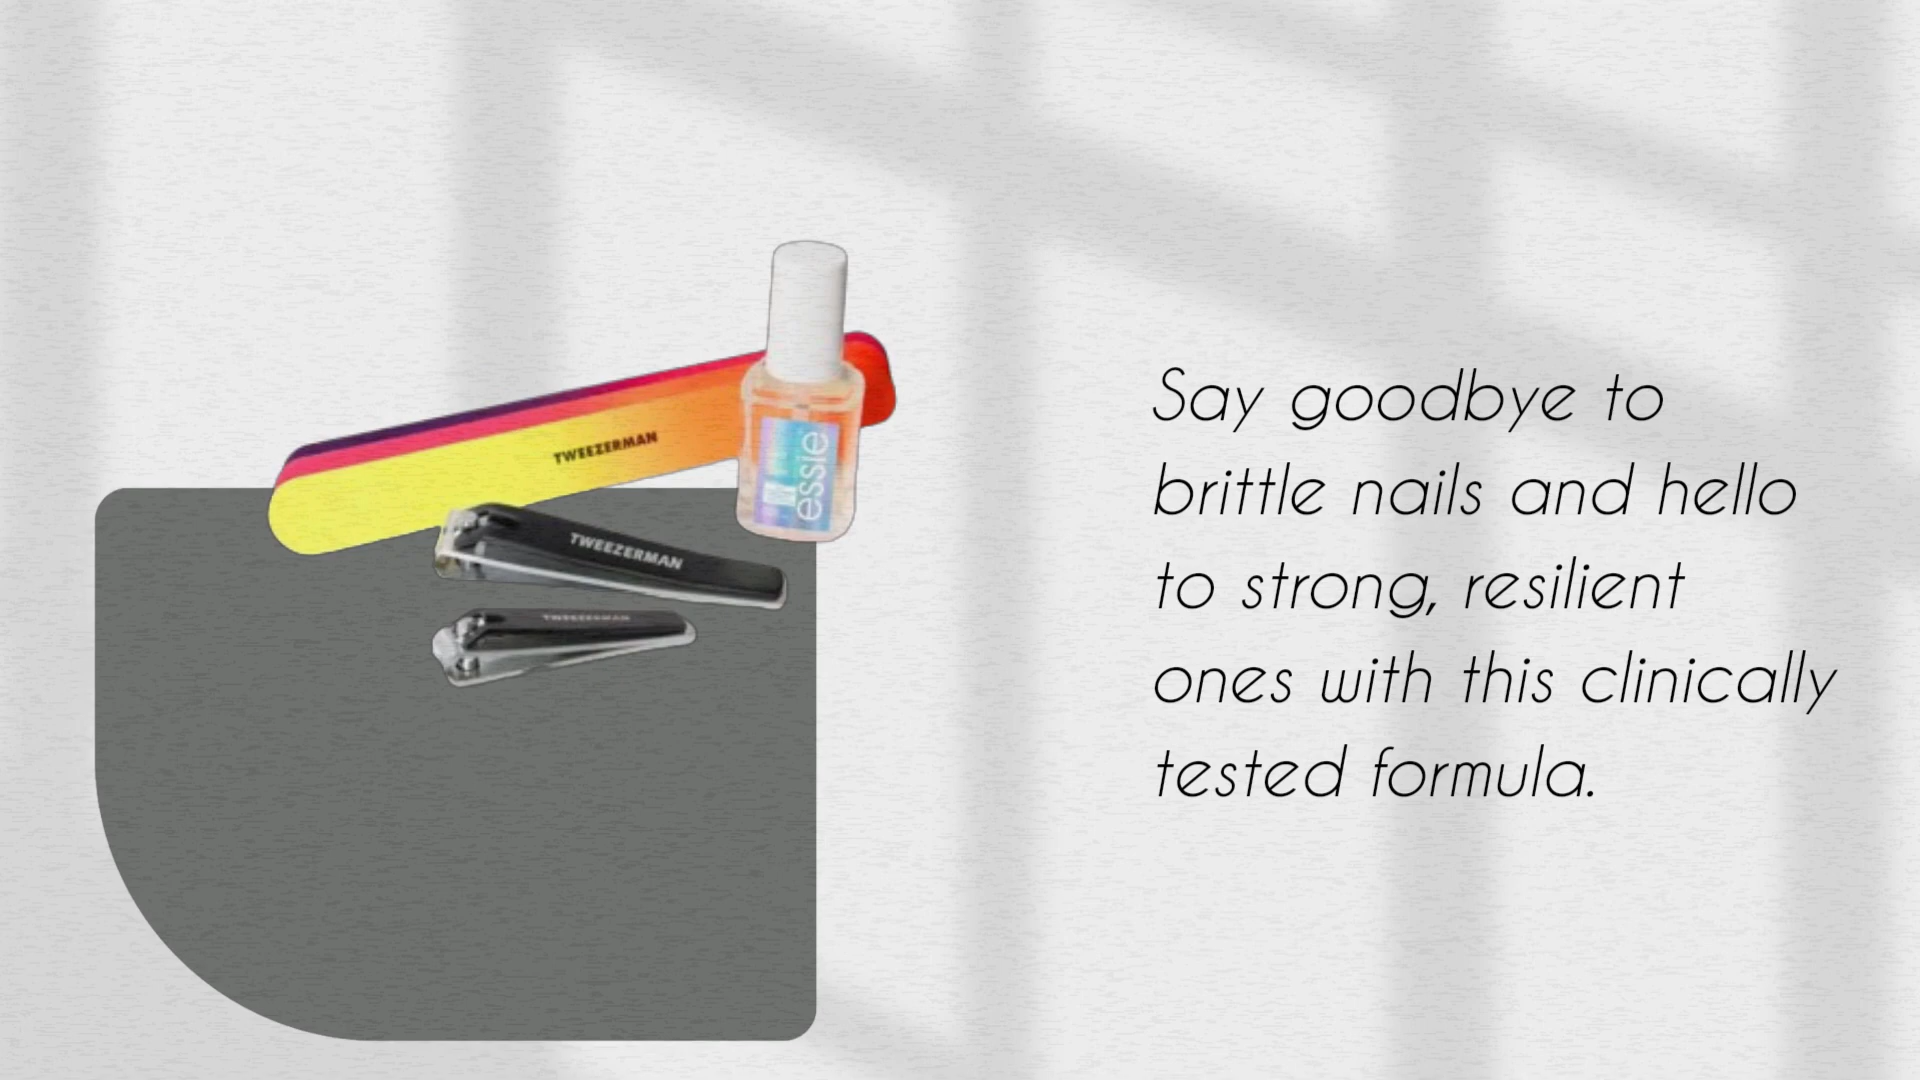 TWEEZERMAN
essie
TWEEZERMAN
TWEEZERMAN
Say goodbye to
brittle nails and hello
to strong, resilient
ones with this clinically
tested formula.